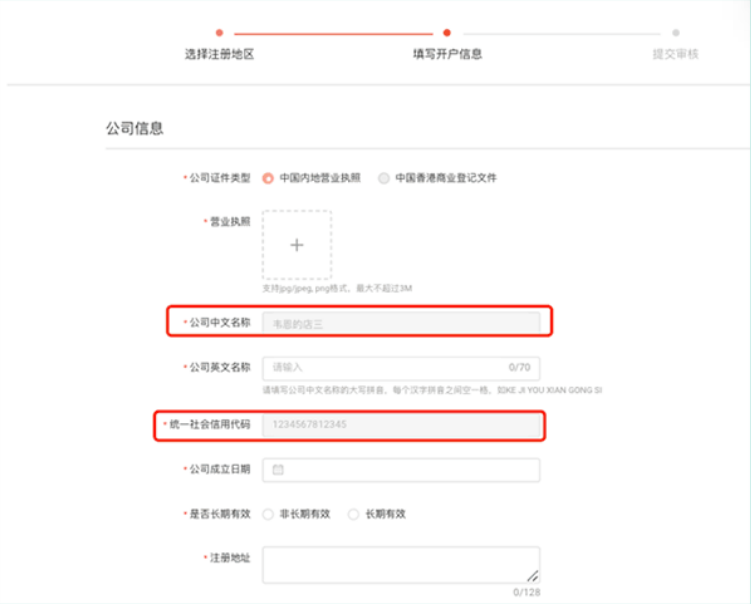 选择注册地区 填写开户信息 提交审核
公司信息
*公司证件类型 中国内地营业执照 中国香港商业登记文件
*营业执照
支持jpg/jpeg, png格式，最大不超过3M
*公司中文名称 韦恩的店三
*公司英文名称 请输入 0/70
请填写公司中文名称的大写拼音，每个汉字拼音之间空一格，如KE JI YOU XIAN GONG SI
*统一社会信用代码 1234567812345
*公司成立日期
*是否长期有效 非长期有效 长期有效
*注册地址
0/128